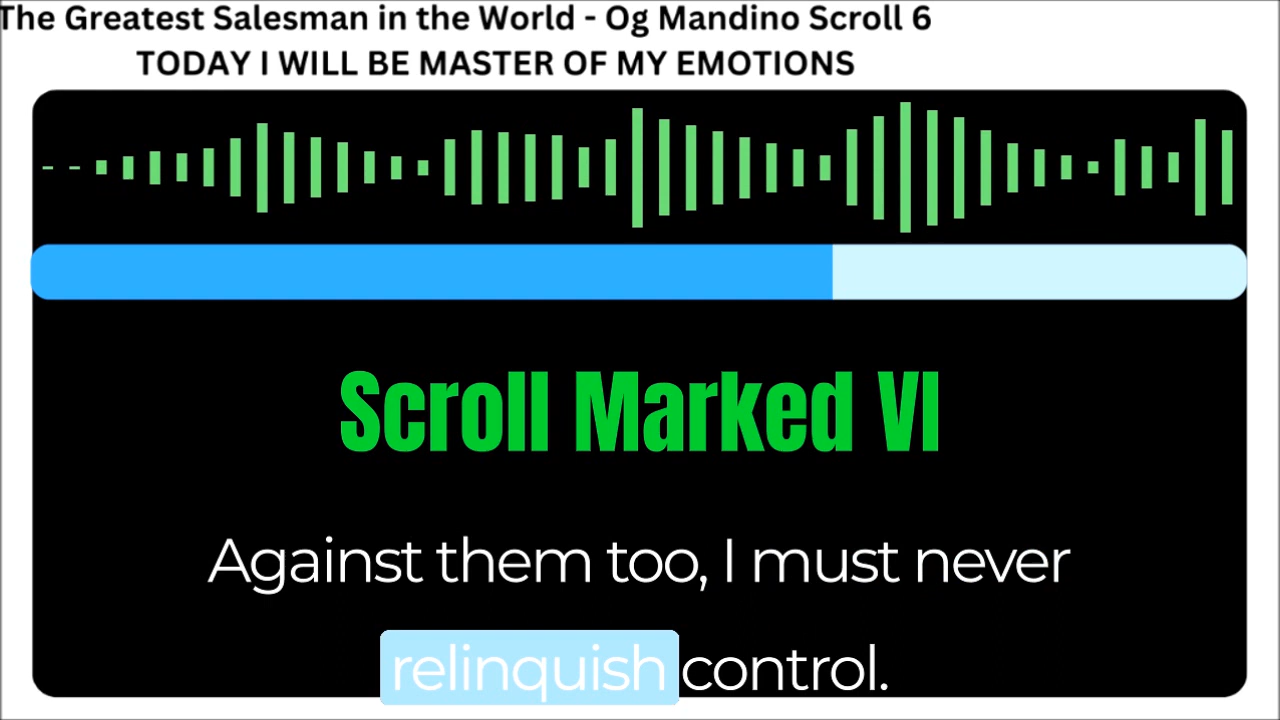 The Greatest Salesman in the World - Og Mandino Scroll 6
TODAY I WILL BE MASTER OF MY EMOTIONS
Scroll Marked VI
Against them too, I must never
relinquish control.